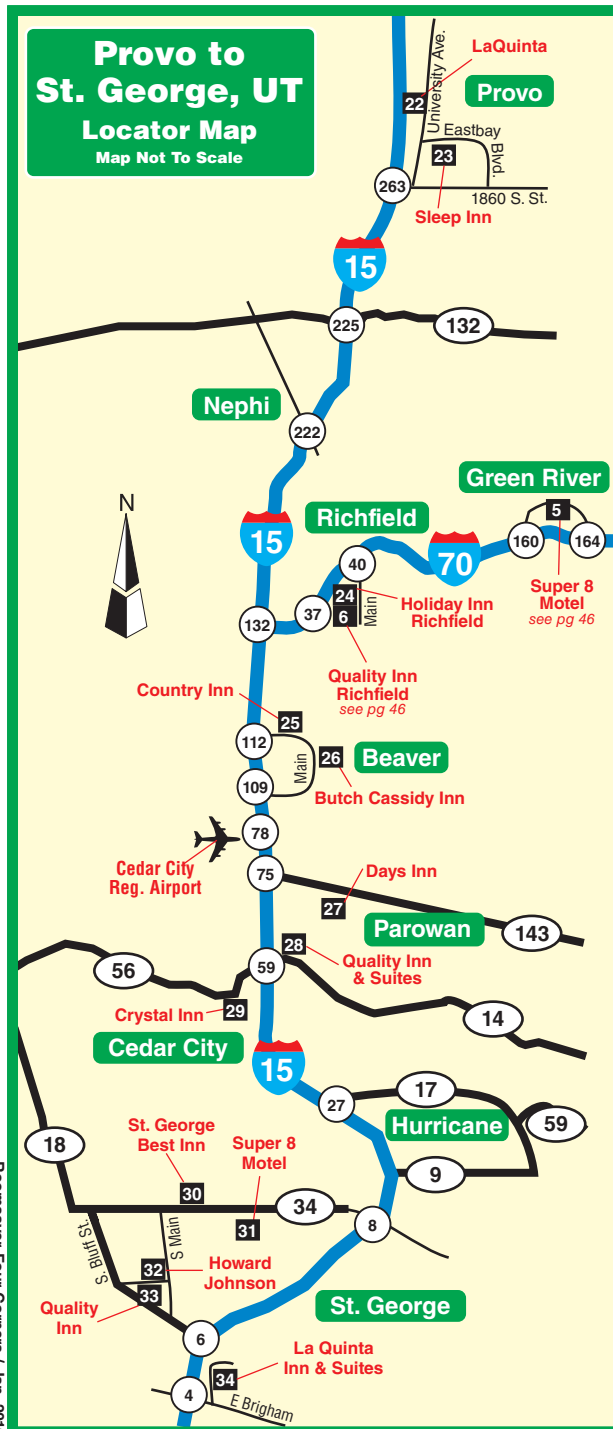 Provo to
St. George, UT
Locator Map
Map Not To Scale
LaQuinta
Provo
University Ave.
22
Eastbay
Blvd.
23
263
1860 S. St.
Sleep Inn
15
225
132
Nephi
222
N
Green River
5
Richfield
15
70
160
164
40
Super 8
Motel
see pg 46
24
Holiday Inn
Richfield
37
6
Main
132
Quality Inn
Richfield
see pg 46
Country Inn
25
112
26
Beaver
Main
109
Butch Cassidy Inn
78
Cedar City
Reg. Airport
75
Days Inn
27
Parowan
143
28
Quality Inn
& Suites
56
59
Crystal Inn
29
14
Cedar City
15
27
17
Hurricane
59
18
St. George
Best Inn
Super 8
Motel
9
30
34
31
8
S. Bluff St.
S Main
32
Howard
Johnson
33
Quality
Inn
St. George
6
La Quinta
Inn & Suites
34
4
E Brigham